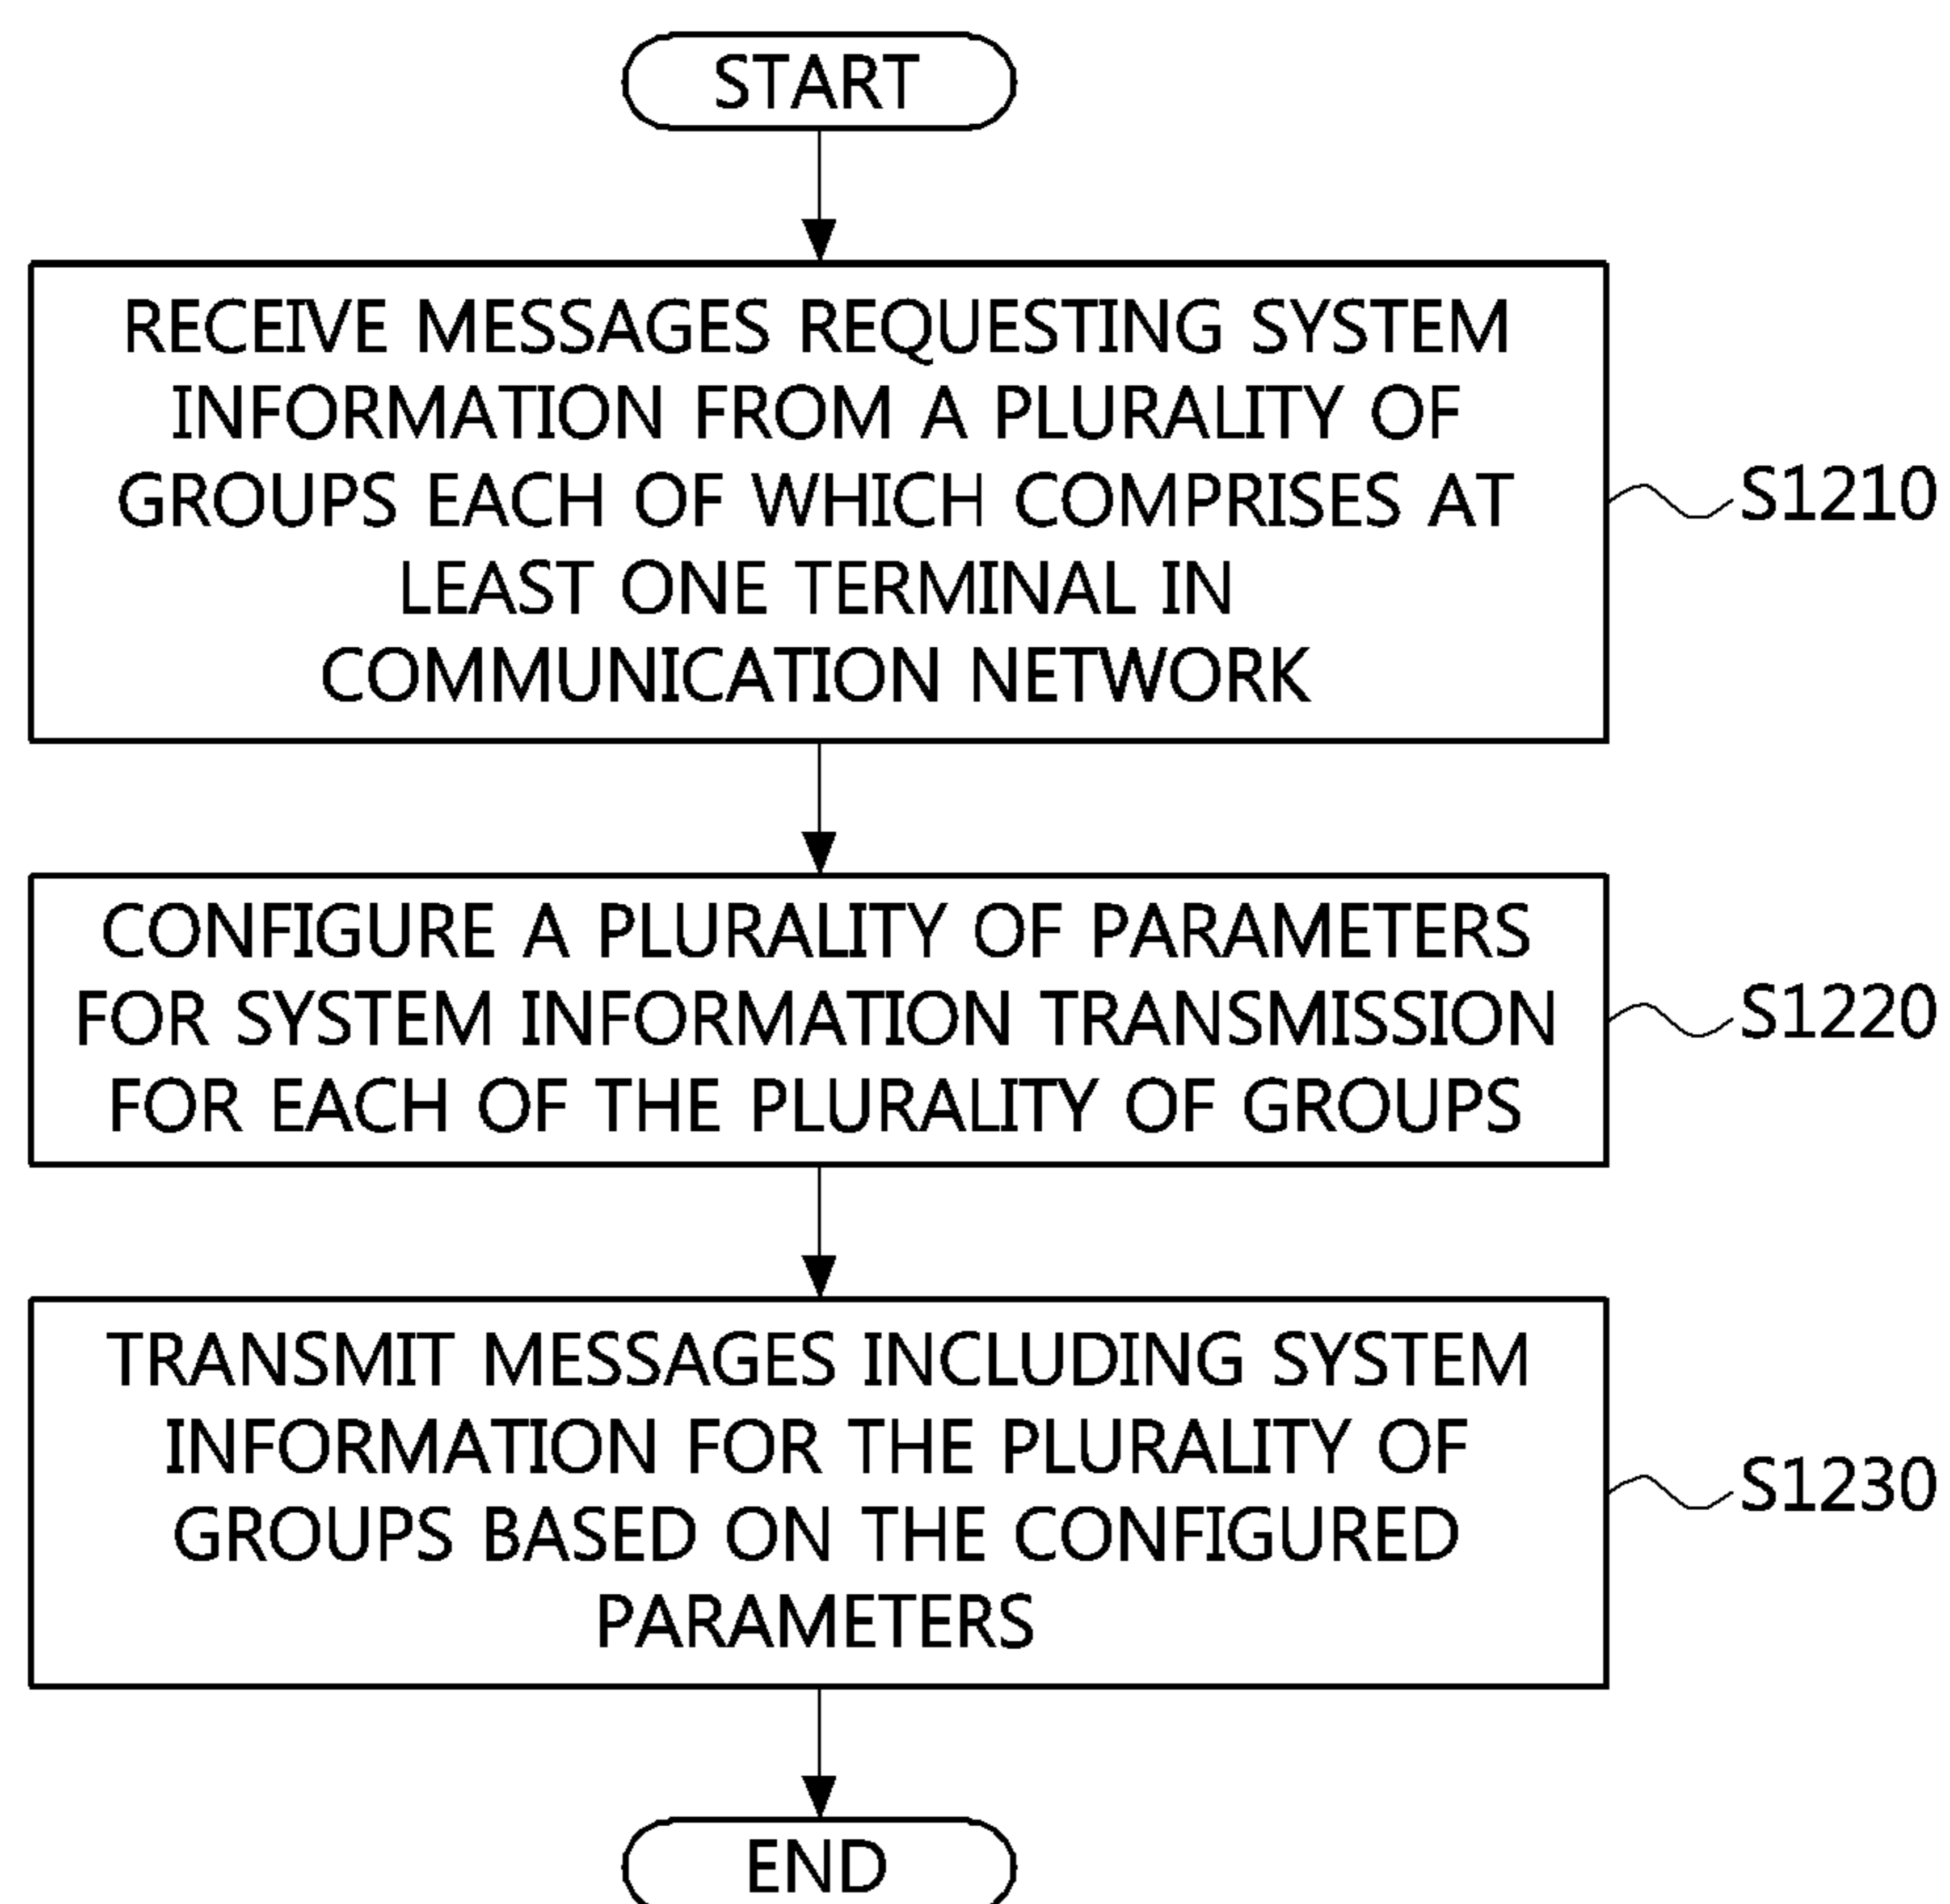 START
RECEIVE MESSAGES REQUESTING SYSTEM
INFORMATION FROM A PLURALITY OF
GROUPS EACH OF WHICH COMPRISES AT
LEAST ONE TERMINAL IN
COMMUNICATION NETWORK
S1210
CONFIGURE A PLURALITY OF PARAMETERS
FOR SYSTEM INFORMATION TRANSMISSION
FOR EACH OF THE PLURALITY OF GROUPS
S1220
TRANSMIT MESSAGES INCLUDING SYSTEM
INFORMATION FOR THE PLURALITY OF
GROUPS BASED ON THE CONFIGURED
PARAMETERS
S1230
END